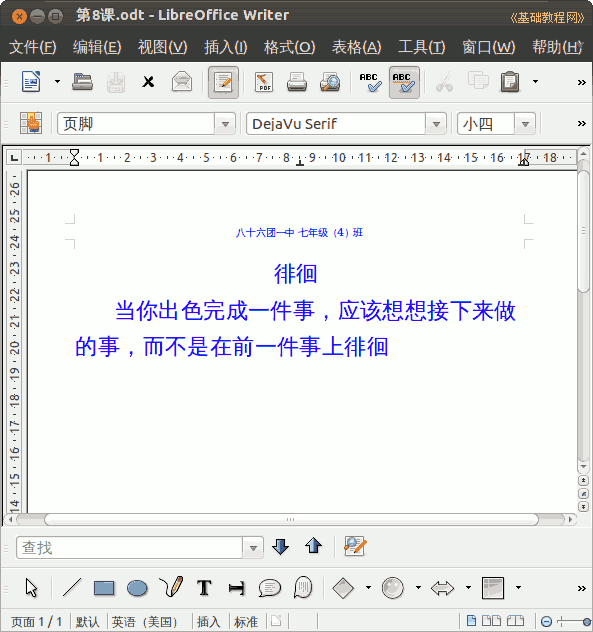 第8课.odt - LibreOffice Writer
《基础教程网》
文件(F) 编辑(E) 视图(V) 插入(I) 格式(O) 表格(A) 工具(T) 窗口(W) 帮助(H)
PDF ABC ABC
页脚 DejaVu Serif 小四
1 1 2 3 4 5 6 7 8 9 10 11 12 13 14 15 16 17 18
26
25
24
23
22
21
20
19
18
17
16
15
14
八十六团一中 七年级（4）班
徘徊
当你出色完成一件事，应该想想接下来做
的事，而不是在前一件事上徘徊
查找
T
页面 1 / 1 默认 英语（美国） 插入 标准